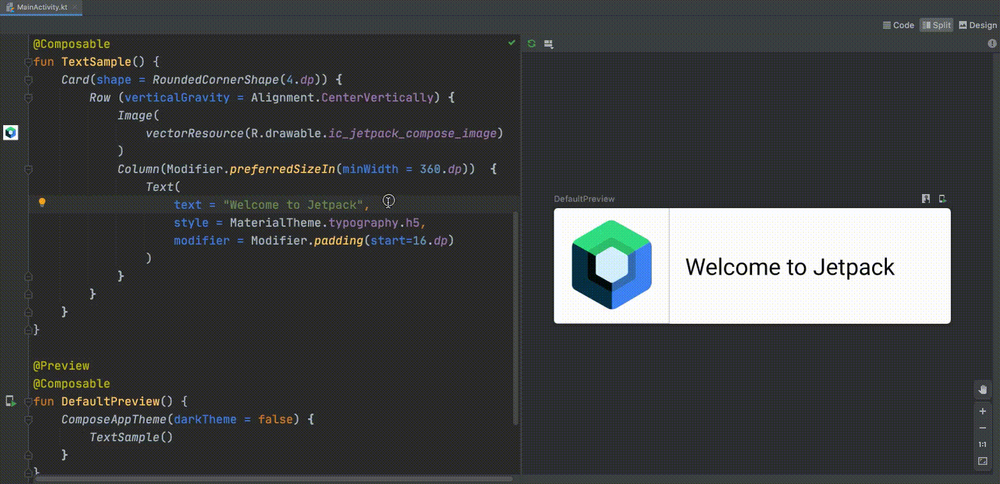 MainActivity.kt
Code Split Design
@Composable
fun TextSample() {
Card(shape = RoundedCornerShape(4.dp)) {
Row (verticalGravity = Alignment.CenterVertically) {
Image(
vectorResource(R.drawable.ic_jetpack_compose_image)
)
Column(Modifier.preferredSizeIn(minWidth = 360.dp))  {
Text(
text = "Welcome to Jetpack",
style = MaterialTheme.typography.h5,
modifier = Modifier.padding(start=16.dp)
)
}
}
}
}
@Preview
@Composable
fun DefaultPreview() {
ComposeAppTheme(darkTheme = false) {
TextSample()
}
}
DefaultPreview
Welcome to Jetpack
1:1